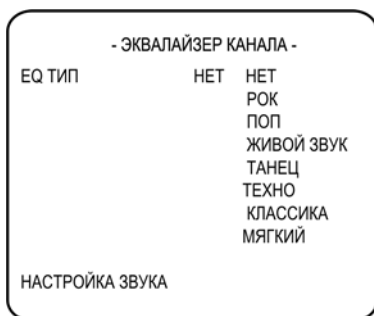 - ЭКВАЛАЙЗЕР КАНАЛА -
EQ ТИП НЕТ НЕТ
РОК
ПОП
ЖИВОЙ ЗВУК
ТАНЕЦ
ТЕХНО
КЛАССИКА
МЯГКИЙ
НАСТРОЙКА ЗВУКА